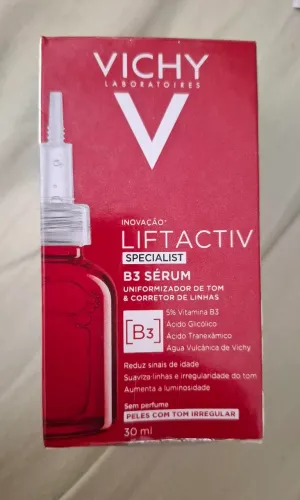 VICHY
LABORATOIRES
V
INOVAÇÃO*
LIFTACTIV
SPECIALIST
B3 SÉRUM
UNIFORMIZADOR DE TOM
& CORRETOR DE LINHAS
[B3]
5% Vitamina B3
Ácido Glicólico
Ácido Tranexâmico
Água Vulcânica de Vichy
Reduz sinais de idade
Suaviza linhas e irregularidade do tom
Aumenta a luminosidade
Sem perfume
PELES COM TOM IRREGULAR
30 ml